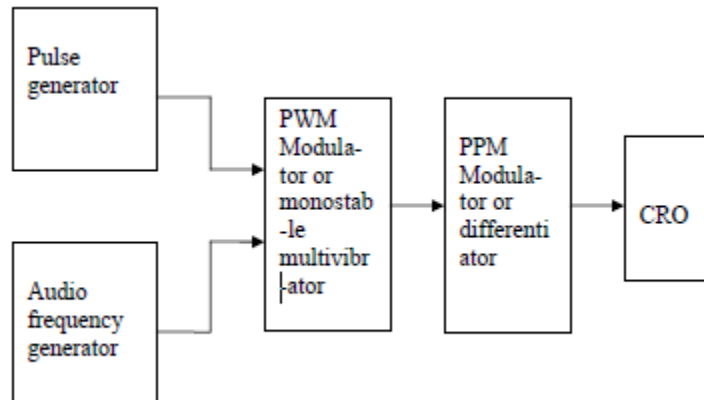 Pulse
generator
Audio
frequency
generator
PWM
Modula-
tor or
monostab
-le
multivibr
-ator
PPM
Modula-
tor or
differenti
ator
CRO